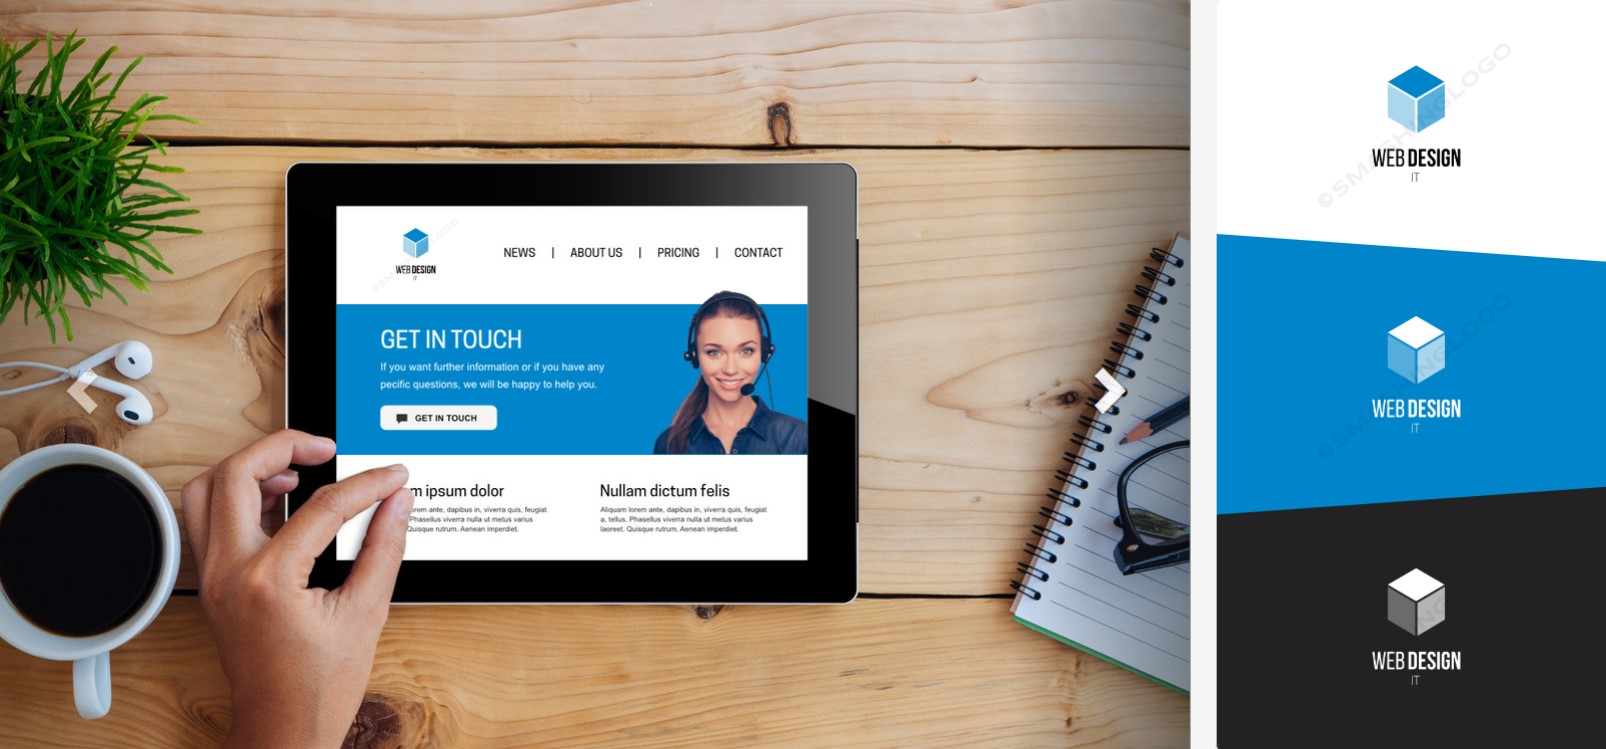 WEB DESIGN
IT
NEWS | ABOUT US | PRICING | CONTACT
GET IN TOUCH
If you want further information or if you have any
pecific questions, we will be happy to help you.
GET IN TOUCH
m ipsum dolor
orem ante, dapibus in, viverra quis, feugiat
Phasellus viverra nulla ut metus varius
Quisque rutrum. Aenean imperdiet.
Nullam dictum felis
Aliquam lorem ante, dapibus in, viverra quis, feugiat
a, tellus. Phasellus viverra nulla ut metus varius
laoreet. Quisque rutrum. Aenean imperdiet.
©SMASHINGLOGO
WEB DESIGN
IT
©SMASHINGLOGO
WEB DESIGN
IT
©SMASHINGLOGO
WEB DESIGN
IT